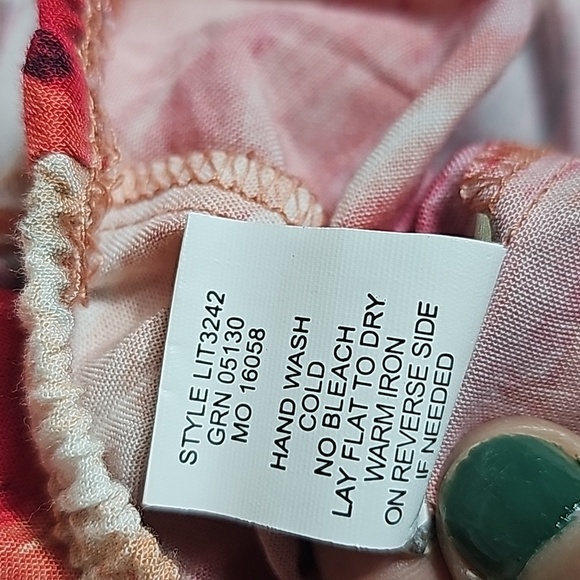 STYLE LIT3242
GRN 05130
MO 16058
HAND WASH
COLD
NO BLEACH
LAY FLAT TO DRY
WARM IRON
ON REVERSE SIDE
IF NEEDED